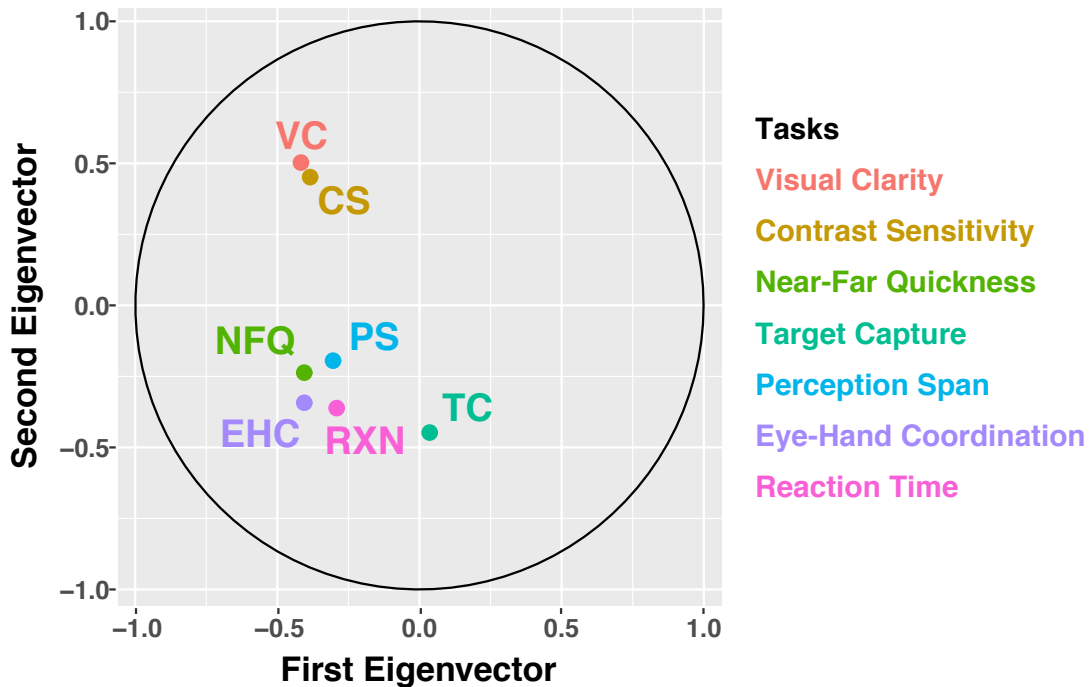 Second Eigenvector
1.0
0.5
0.0
−0.5
−1.0
VC
CS
NFQ
PS
EHC
RXN
TC
−1.0
−0.5
0.0
0.5
1.0
First Eigenvector
Tasks
Visual Clarity
Contrast Sensitivity
Near-Far Quickness
Target Capture
Perception Span
Eye-Hand Coordination
Reaction Time